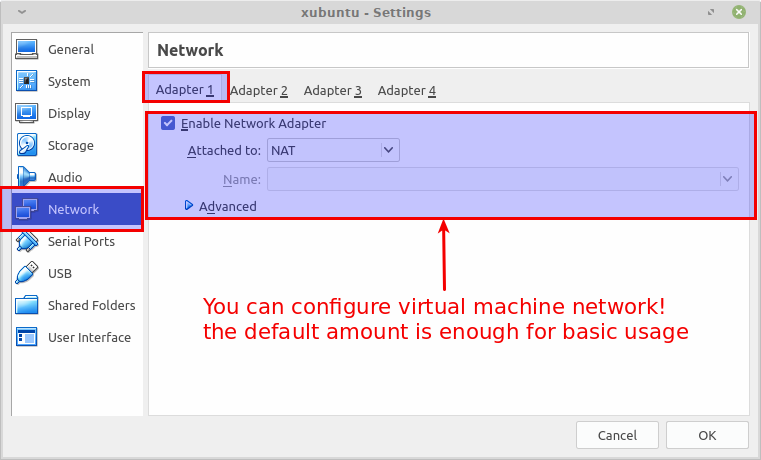 xubuntu - Settings
General
System
Display
Storage
Audio
Network
Serial Ports
USB
Shared Folders
User Interface
Network
Adapter 1 Adapter 2 Adapter 3 Adapter 4
Enable Network Adapter
Attached to: NAT
Name:
Advanced
You can configure virtual machine network!
the default amount is enough for basic usage
Cancel OK